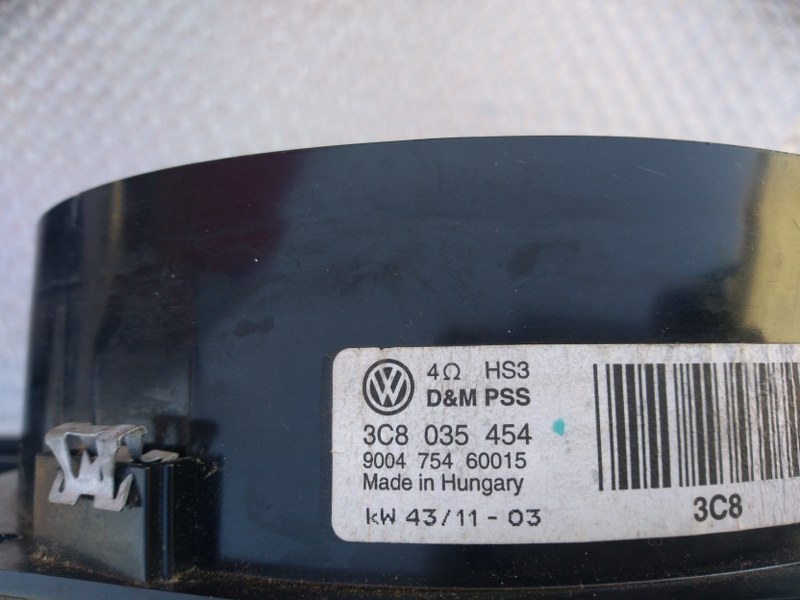 4Ω HS3
D&M PSS
3C8 035 454
9004 754 60015
Made in Hungary
kW 43/11 - 03
3C8